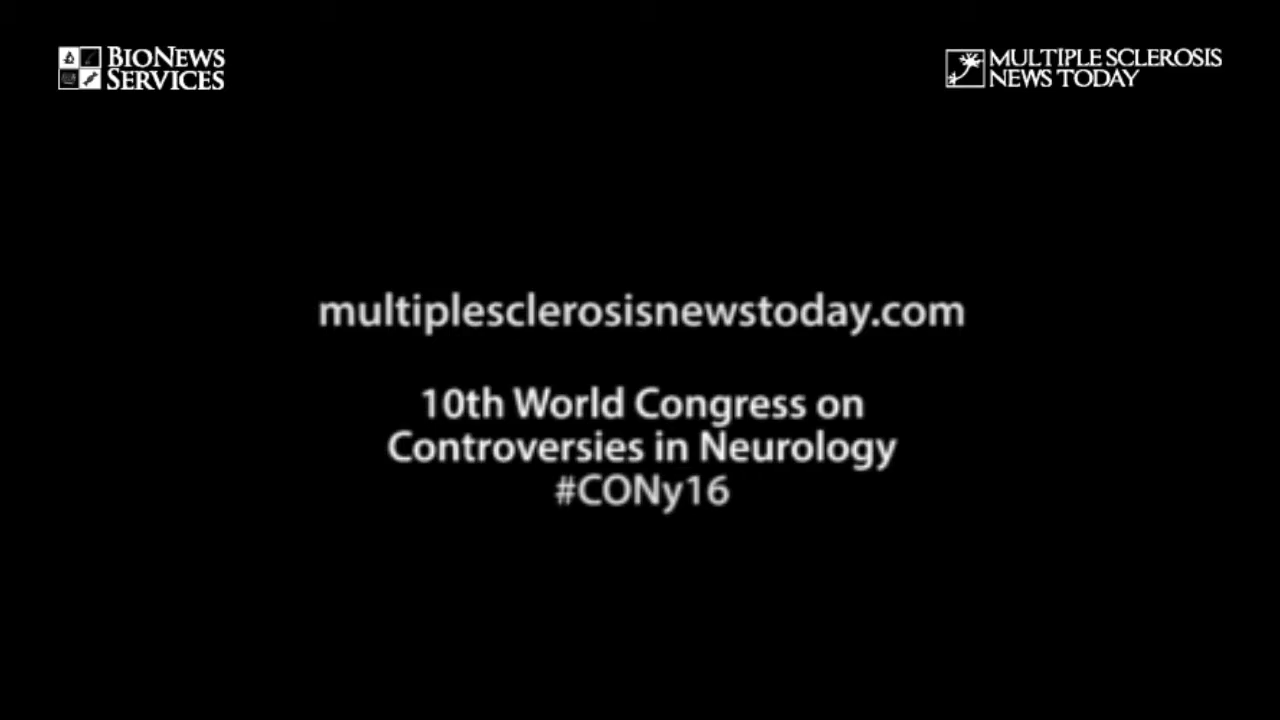 BIONEWS
SERVICES
MULTIPLE SCLEROSIS
NEWS TODAY
multiplesclerosisnewstoday.com
10th World Congress on
Controversies in Neurology
#CONy16